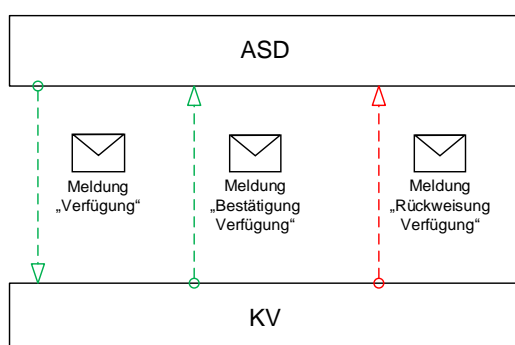 ASD
Meldung
„Verfügung“
Meldung
„Bestätigung
Verfügung“
Meldung
„Rückweisung
Verfügung“
KV